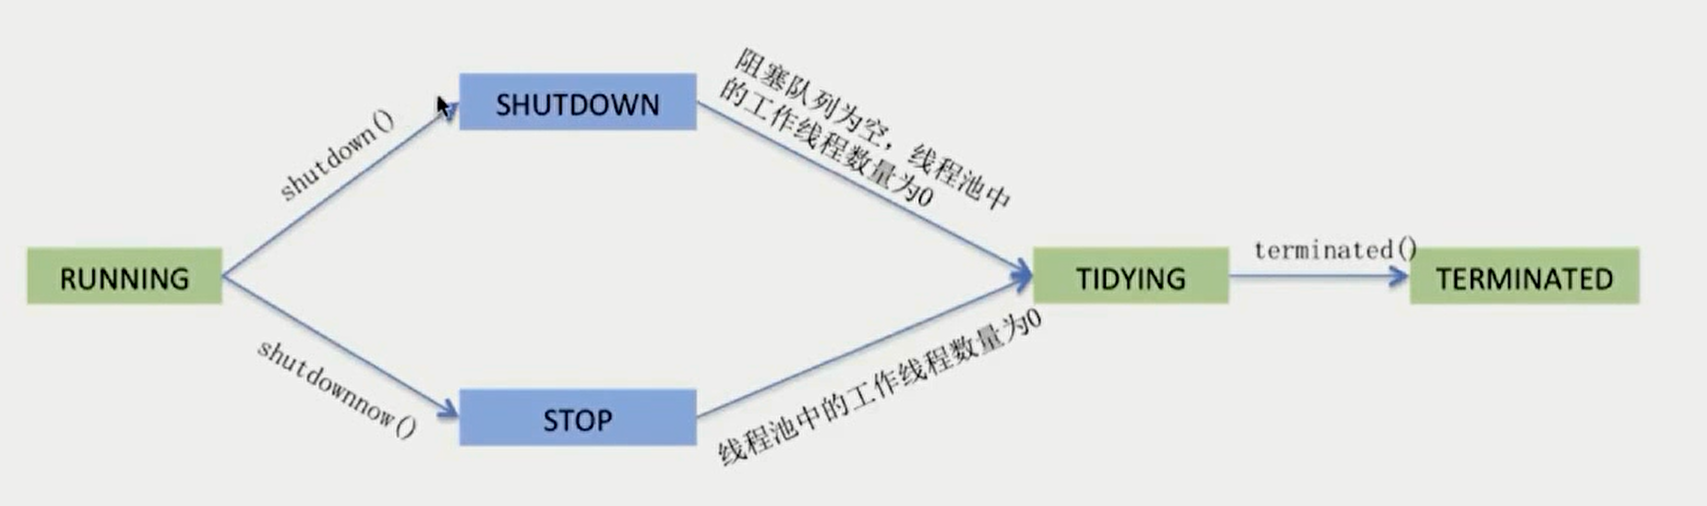 SHUTDOWN
阻塞队列为空，线程池中
的工作线程数量为0
shutdown()
RUNNING
TIDYING
terminated()
TERMINATED
shutdownnow()
STOP
线程池中的工作线程数量为0